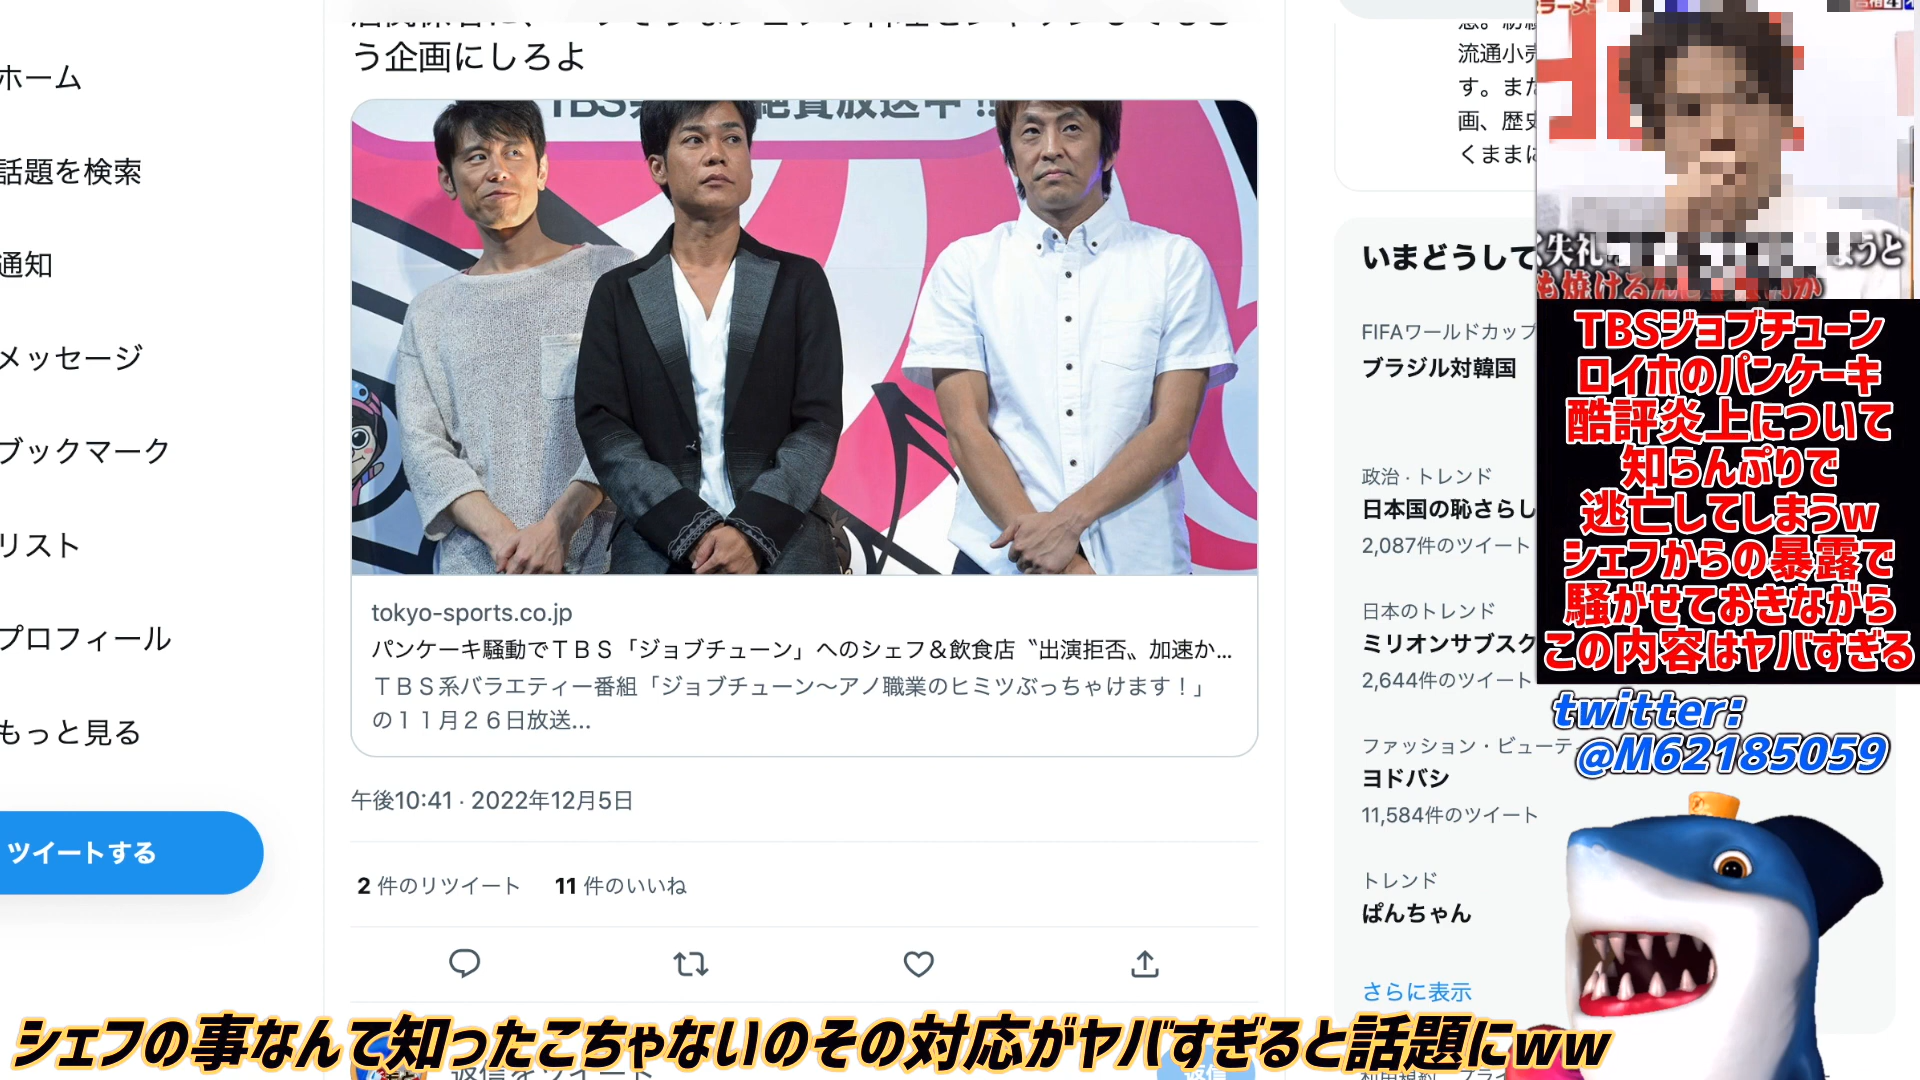 う企画にしろよ
ホーム
話題を検索
通知
メッセージ
ブックマーク
リスト
プロフィール
もっと見る
ツイートする
tokyo-sports.co.jp
パンケーキ騒動でＴＢＳ「ジョブチューン」へのシェフ＆飲食店〝出演拒否〟加速か...
ＴＢＳ系バラエティー番組「ジョブチューン～アノ職業のヒミツぶっちゃけます！」
の１１月２６日放送...
午後10:41 · 2022年12月5日
2 件のリツイート 11 件のいいね
流通小売
す。また
画、歴史
くままに
いまどうして
FIFAワールドカップ
ブラジル対韓国
政治 · トレンド
日本国の恥さらし
2,087件のツイート
日本のトレンド
ミリオンサブスク
2,644件のツイート
ファッション・ビューティ
ヨドバシ
11,584件のツイート
トレンド
ぱんちゃん
さらに表示
TBSジョブチューン
ロイホのパンケーキ
酷評炎上について
知らんぷりで
逃亡してしまうw
シェフからの暴露で
騒がせておきながら
この内容はヤバすぎる
twitter:
@M62185059
シェフの事なんて知ったこちゃないのその対応がヤバすぎると話題にww
返信